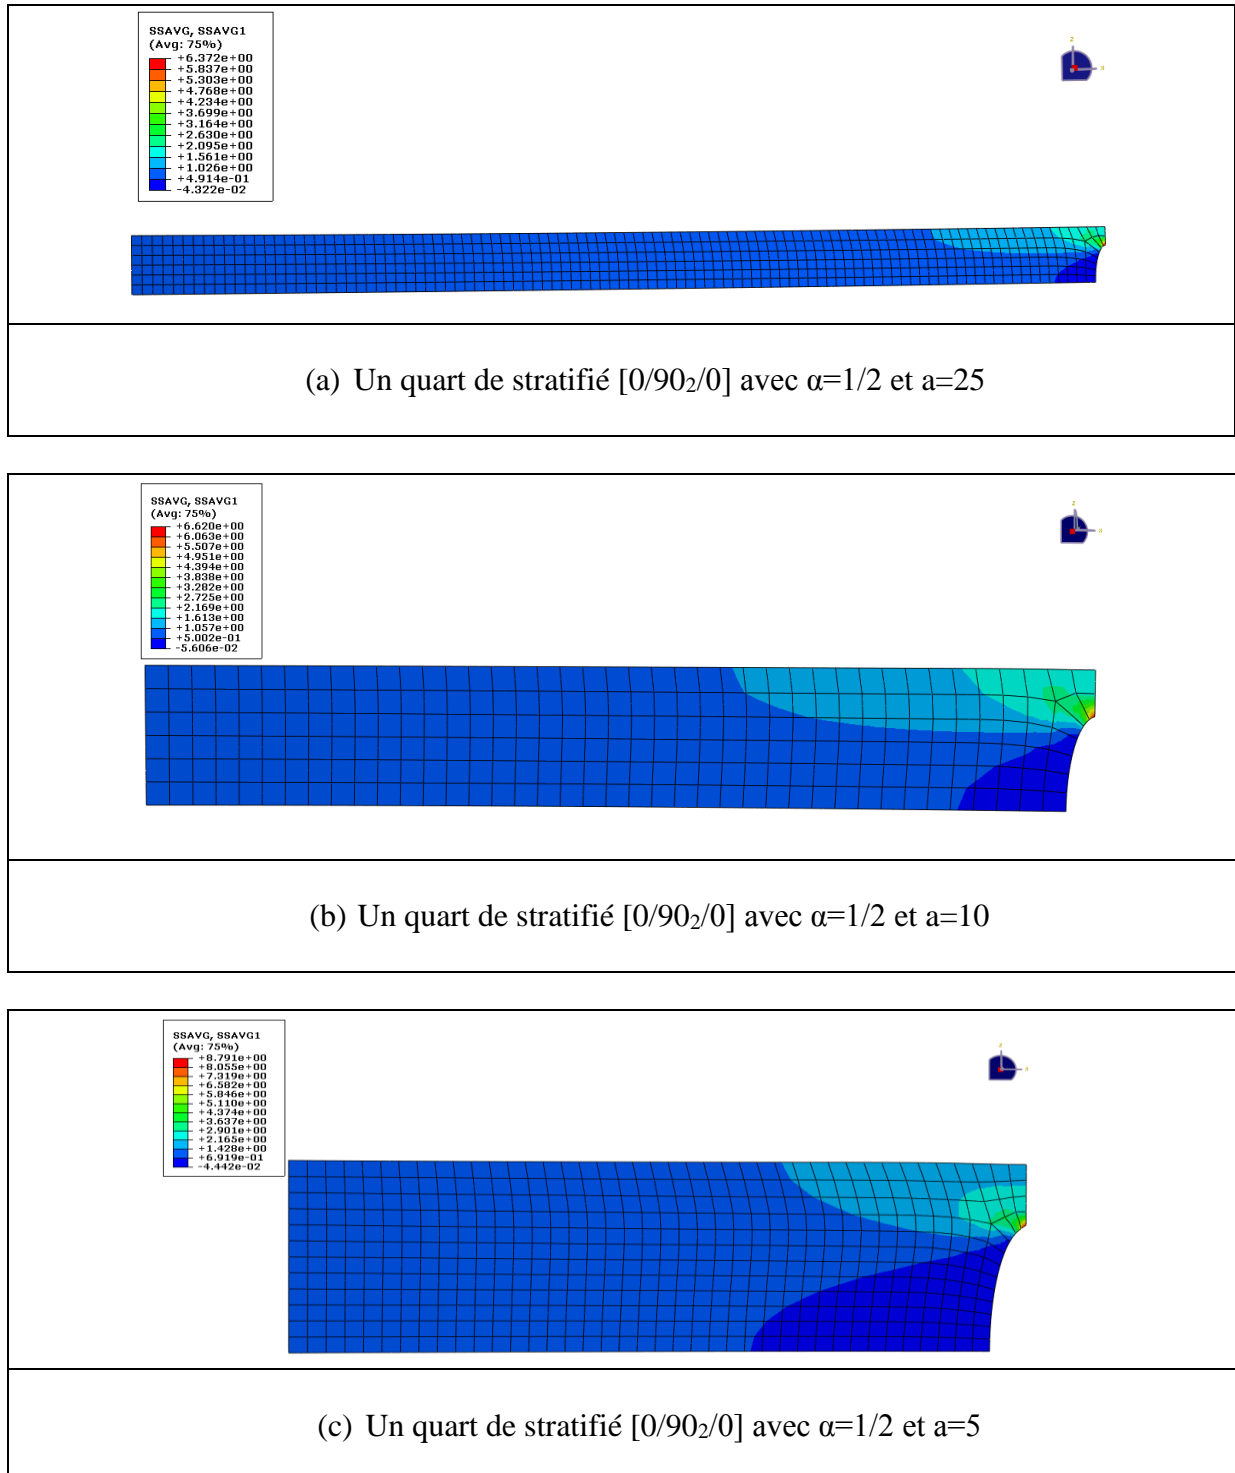 SSAVG, SSAVG1
(Avg: 75%)
+6.372e+00
+5.837e+00
+5.303e+00
+4.768e+00
+4.234e+00
+3.699e+00
+3.164e+00
+2.630e+00
+2.095e+00
+1.561e+00
+1.026e+00
+4.914e-01
-4.322e-02
(a) Un quart de stratifié [0/90₂/0] avec α=1/2 et a=25
SSAVG, SSAVG1
(Avg: 75%)
+6.620e+00
+6.063e+00
+5.507e+00
+4.951e+00
+4.394e+00
+3.838e+00
+3.282e+00
+2.725e+00
+2.169e+00
+1.613e+00
+1.057e+00
+5.002e-01
-5.606e-02
(b) Un quart de stratifié [0/90₂/0] avec α=1/2 et a=10
SSAVG, SSAVG1
(Avg: 75%)
+8.791e+00
+8.055e+00
+7.319e+00
+6.582e+00
+5.846e+00
+5.110e+00
+4.374e+00
+3.637e+00
+2.901e+00
+2.165e+00
+1.428e+00
+6.919e-01
-4.442e-02
(c) Un quart de stratifié [0/90₂/0] avec α=1/2 et a=5